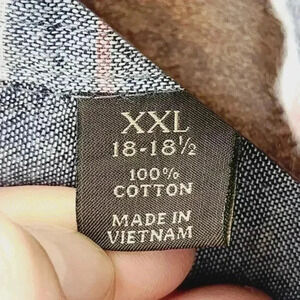 XXL
18-18½
100%
COTTON
MADE IN
VIETNAM